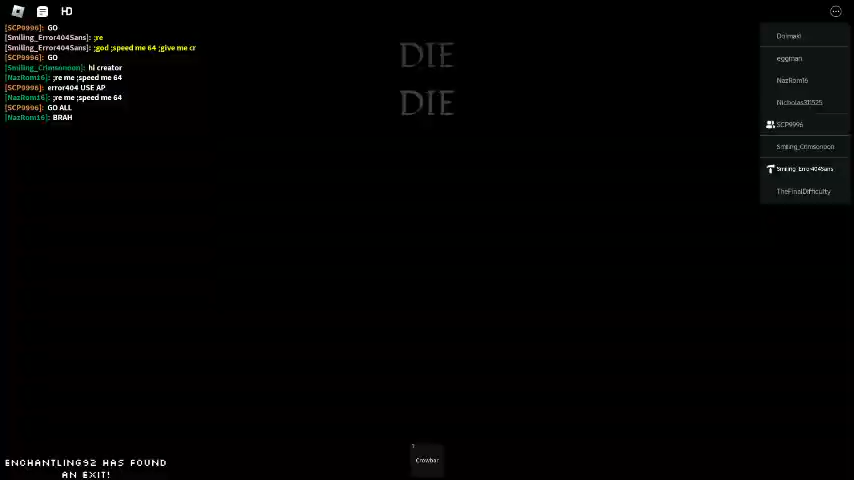 HD
[SCP9996]: GO
[Smiling_Error404Sans]: ;re
[Smiling_Error404Sans]: ;god ;speed me 64 ;give me cr
[SCP9996]: GO
[Smiling_Crimsonoon]: hi creator
[NazRom16]: ;re me ;speed me 64
[SCP9996]: error404 USE AP
[NazRom16]: ;re me ;speed me 64
[SCP9996]: GO ALL
[NazRom16]: BRAH
DIE
DIE
eggman
NazRom16
Nicholas311525
SCP9996
Smiling_Crimsonoon
Smiling_Error404Sans
TheFinalDifficulty
Crowbar
ENCHANTLING92 HAS FOUND
AN EXIT!